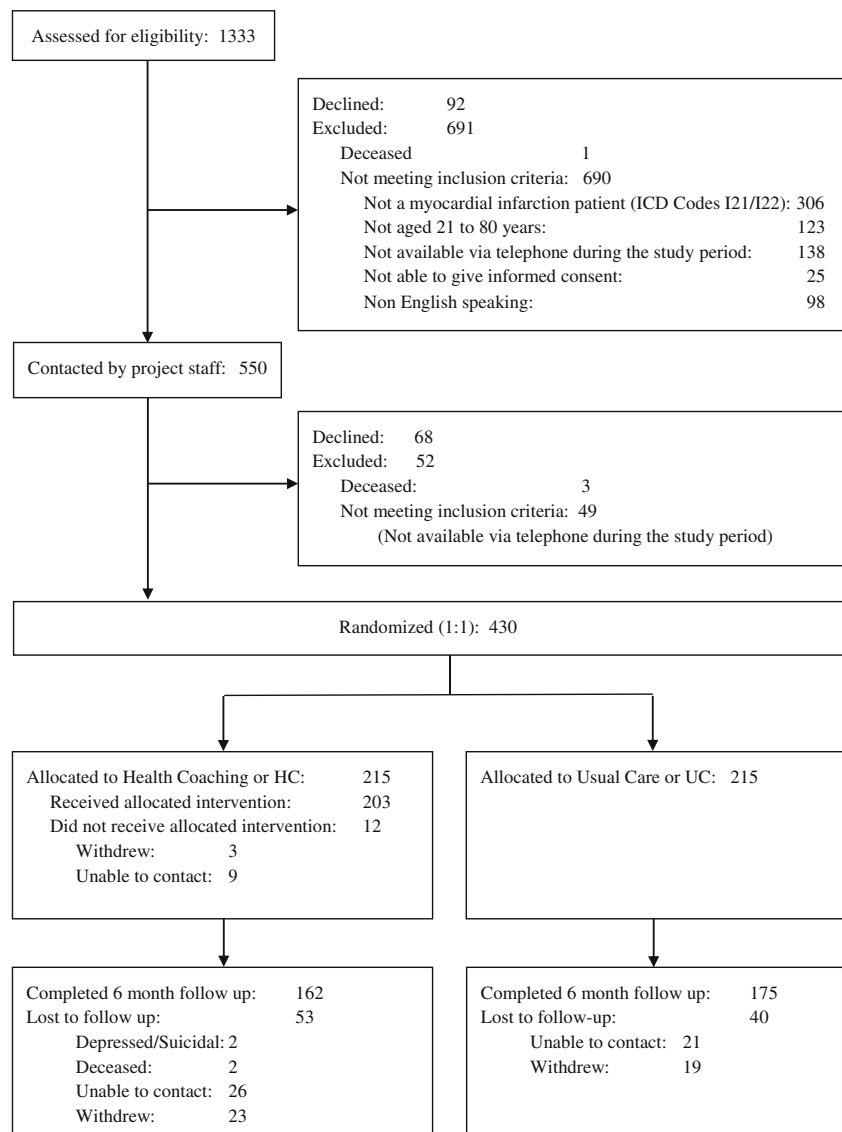 Assessed for eligibility: 1333
Declined: 92
Excluded: 691
Deceased 1
Not meeting inclusion criteria: 690
Not a myocardial infarction patient (ICD Codes I21/I22): 306
Not aged 21 to 80 years: 123
Not available via telephone during the study period: 138
Not able to give informed consent: 25
Non English speaking: 98
Contacted by project staff: 550
Declined: 68
Excluded: 52
Deceased: 3
Not meeting inclusion criteria: 49
(Not available via telephone during the study period)
Randomized (1:1): 430
Allocated to Health Coaching or HC: 215
Received allocated intervention: 203
Did not receive allocated intervention: 12
Withdrew: 3
Unable to contact: 9
Allocated to Usual Care or UC: 215
Completed 6 month follow up: 162
Lost to follow up: 53
Depressed/Suicidal: 2
Deceased: 2
Unable to contact: 26
Withdrew: 23
Completed 6 month follow up: 175
Lost to follow-up: 40
Unable to contact: 21
Withdrew: 19